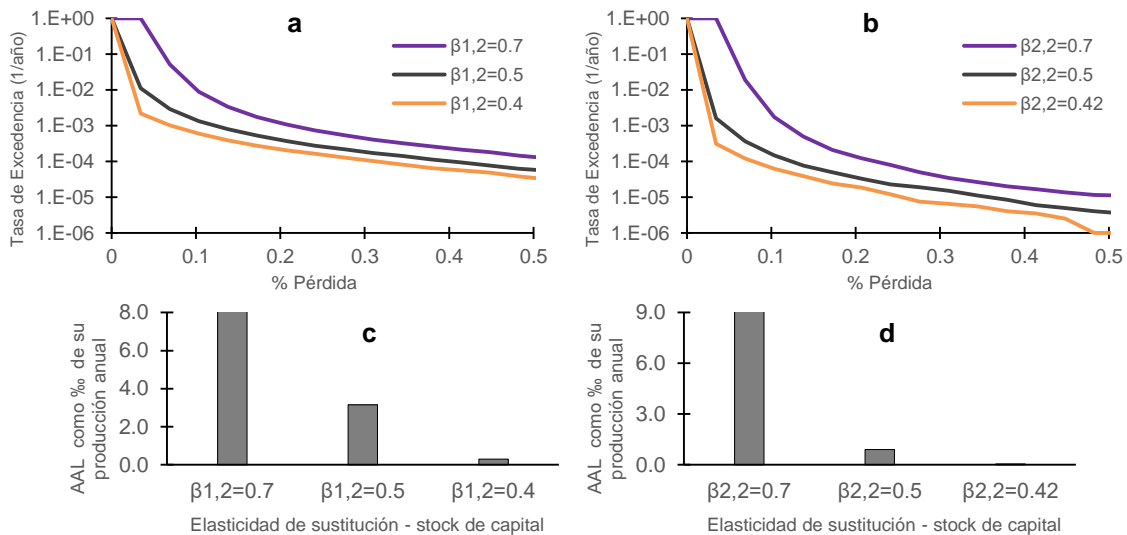 a
1.E+00
1.E-01
1.E-02
1.E-03
1.E-04
1.E-05
1.E-06
Tasa de Excedencia (1/año)
β1,2=0.7
β1,2=0.5
β1,2=0.4
0 0.1 0.2 0.3 0.4 0.5
% Pérdida
b
1.E+00
1.E-01
1.E-02
1.E-03
1.E-04
1.E-05
1.E-06
Tasa de Excedencia (1/año)
β2,2=0.7
β2,2=0.5
β2,2=0.42
0 0.1 0.2 0.3 0.4 0.5
% Pérdida
c
8.0
6.0
4.0
2.0
0.0
AAL como ‰ de su
producción anual
β1,2=0.7 β1,2=0.5 β1,2=0.4
Elasticidad de sustitución - stock de capital
d
9.0
6.0
3.0
0.0
AAL como ‰ de su
producción anual
β2,2=0.7 β2,2=0.5 β2,2=0.42
Elasticidad de sustitución - stock de capital